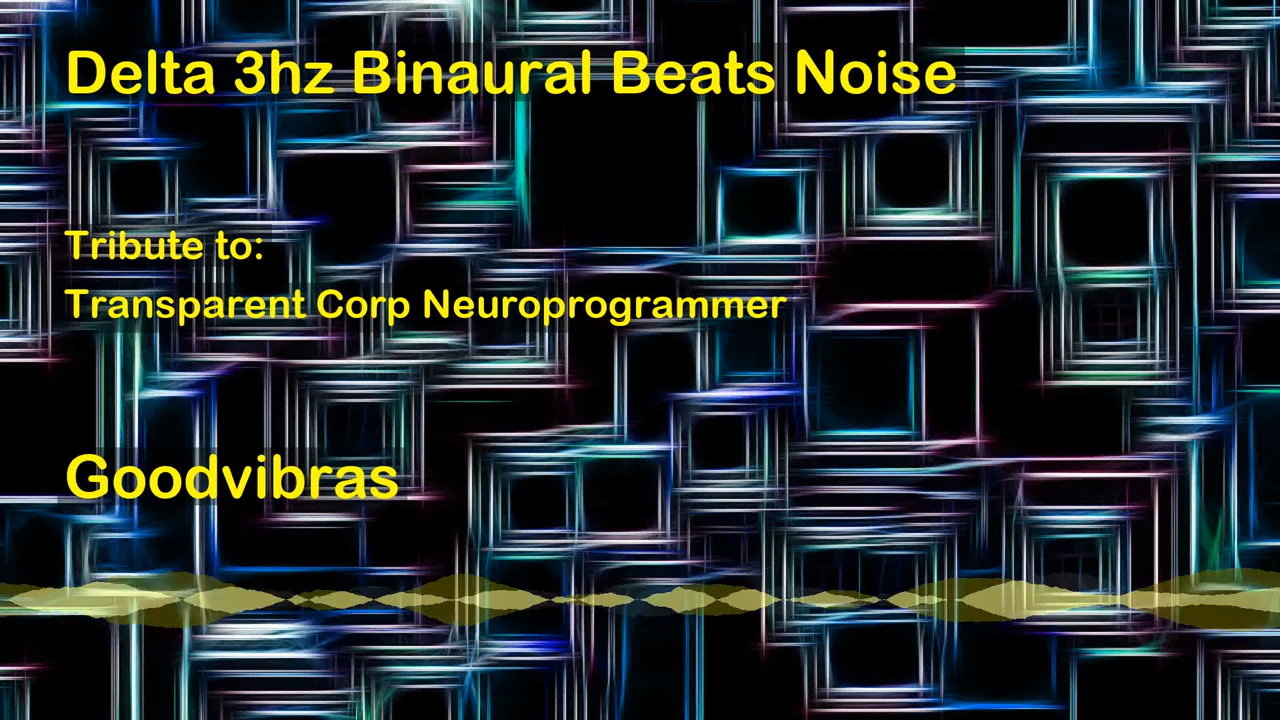 Delta 3hz Binaural Beats Noise
Tribute to:
Transparent Corp Neuroprogrammer
Goodvibras